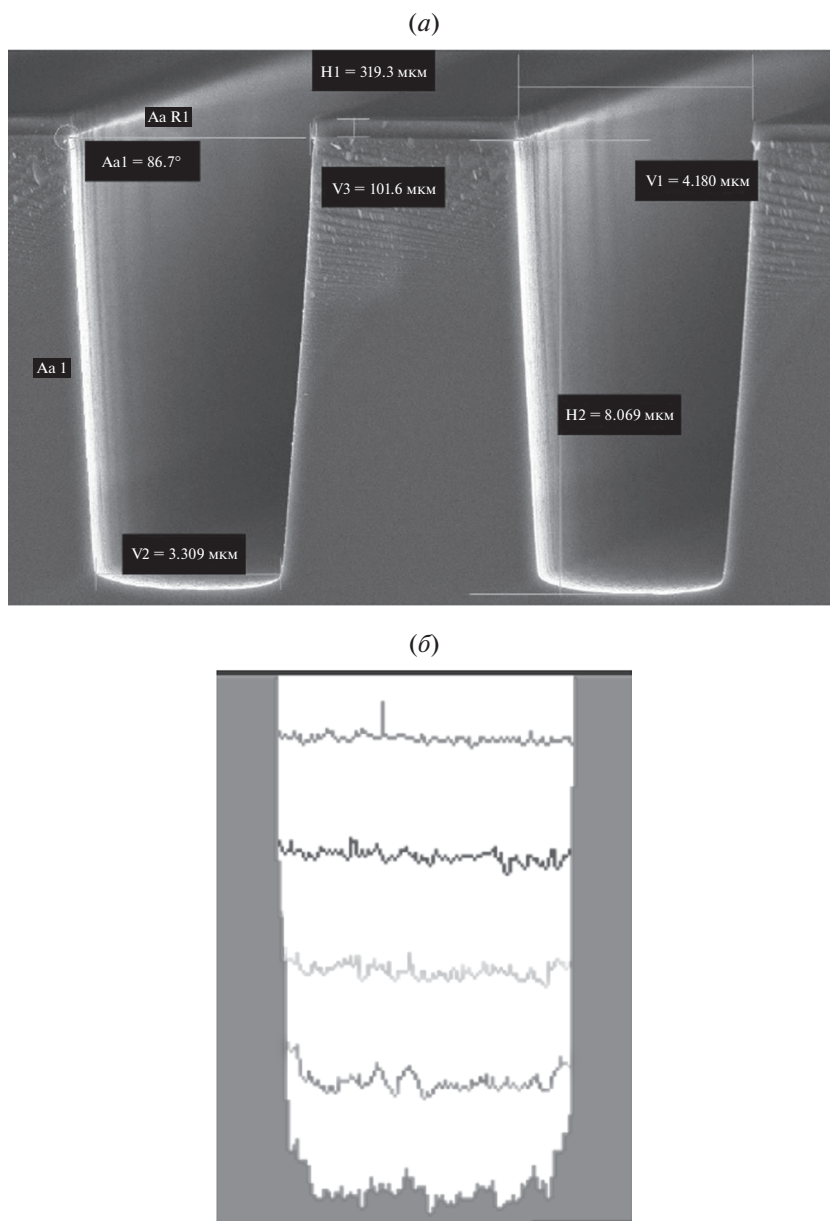 (а)
H1 = 319.3 мкм
Aa R1
Aa1 = 86.7°
V3 = 101.6 мкм
V1 = 4.180 мкм
Aa 1
H2 = 8.069 мкм
V2 = 3.309 мкм
(б)